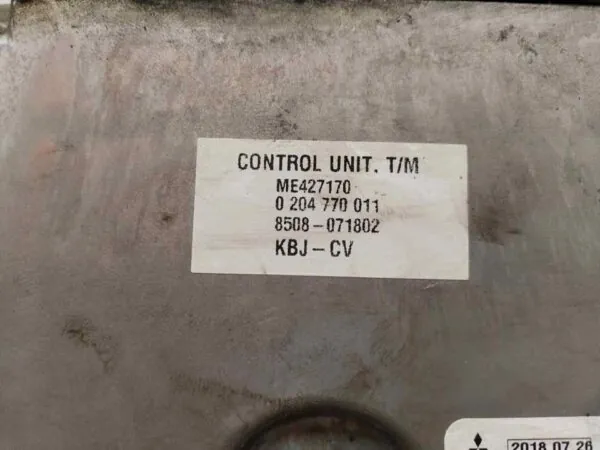 CONTROL UNIT. T/M
ME427170
0 204 770 011
8508-071802
KBJ-CV
2018.07.26